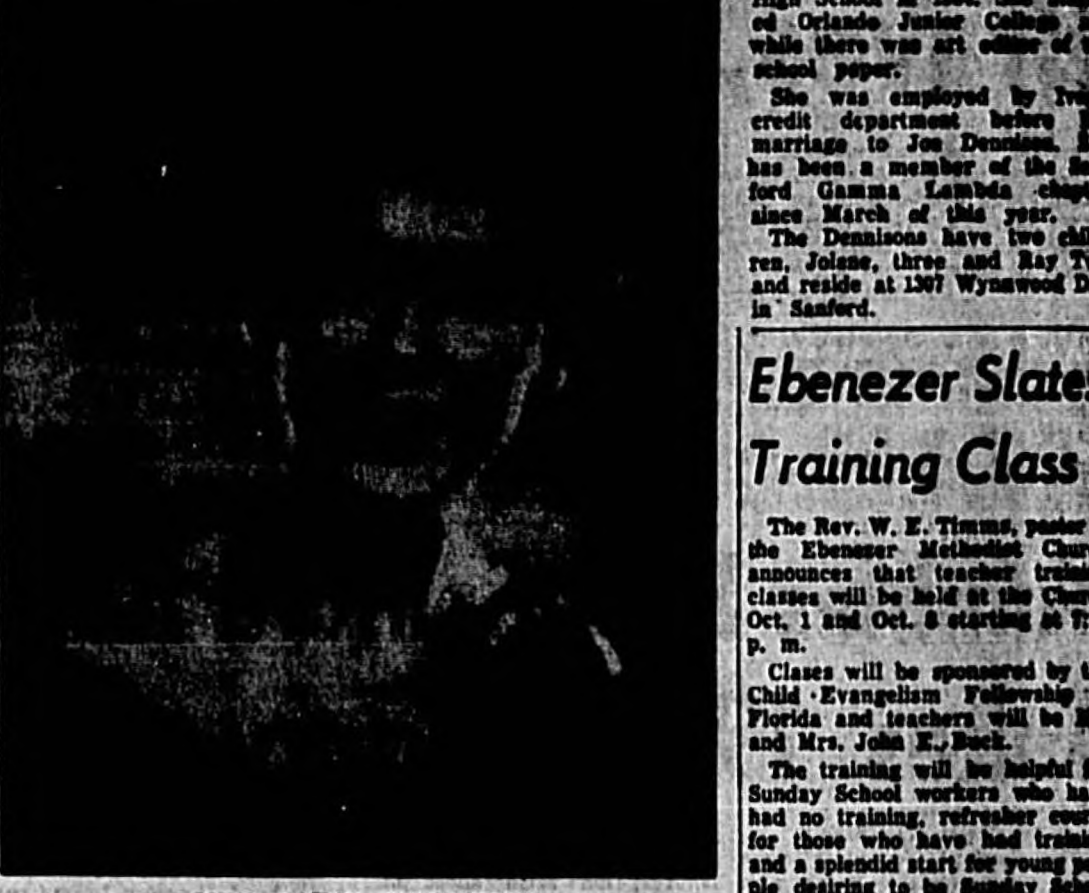 ed Orlando Junior College
while there was art editor of
school paper.
She was employed by
credit department before
marriage to Joe Dennison.
has been a member of the
ford Gamma Lambda
since March of this year.
The Dennisons have two
ren, Jolane, three and Ray
and reside at 1307 Wynnwood
in Sanford.
Ebenezer Slate
Training Class
The Rev. W. E. Timms, pastor
the Ebenezer Methodist
announces that teacher
classes will be held at the
Oct. 1 and Oct. 8 starting at
p. m.
Clases will be sponsored by
Child Evangelism Fellowship
Florida and teachers will be
and Mrs. John E. Buck.
The training will be helpful
Sunday School workers who
had no training, refresher
for those who have had
and a splendid start for young
ple desiring to be Sunday